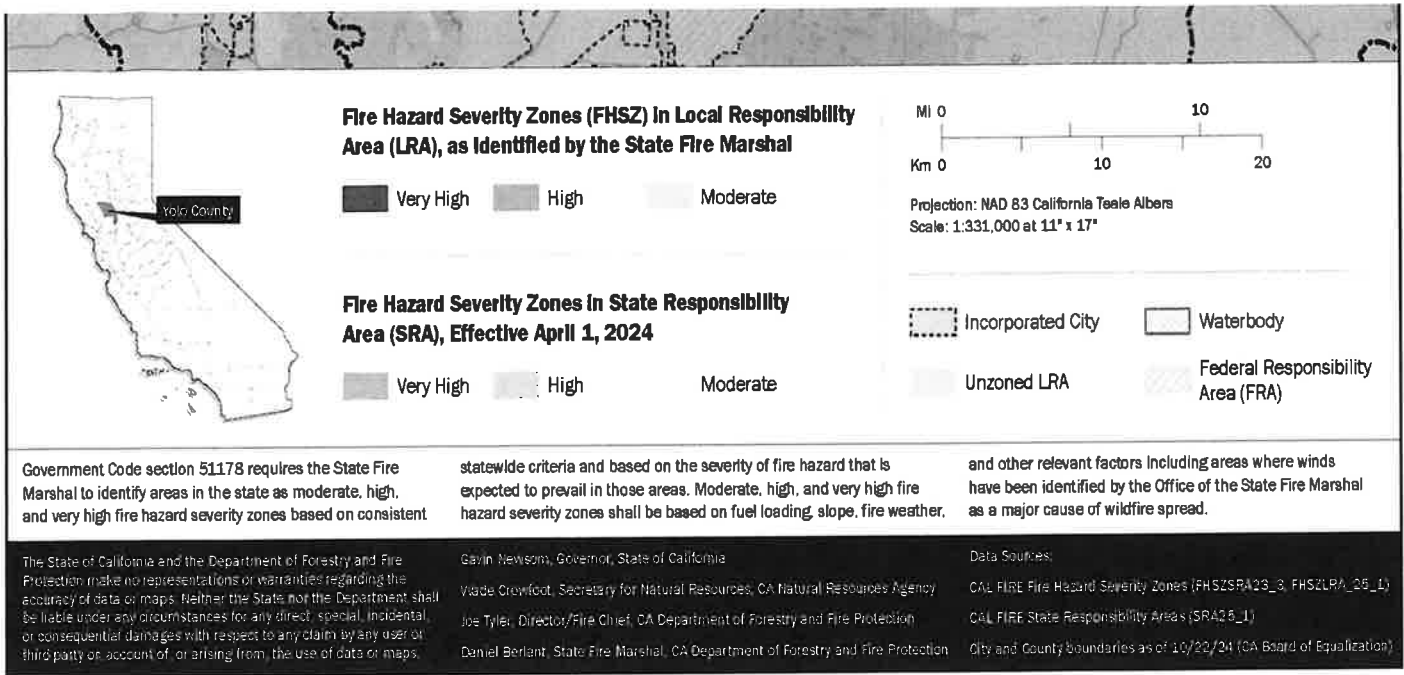 Yolo County
Fire Hazard Severity Zones (FHSZ) in Local Responsibility
Area (LRA), as Identified by the State Fire Marshal
Very High
High
Moderate
Fire Hazard Severity Zones in State Responsibility
Area (SRA), Effective April 1, 2024
Very High
High
Moderate
Mi 0 10
Km 0 10 20
Projection: NAD 83 California Teale Albers
Scale: 1:331,000 at 11" x 17"
Incorporated City
Waterbody
Unzoned LRA
Federal Responsibility
Area (FRA)
Government Code section 51178 requires the State Fire
Marshal to identify areas in the state as moderate, high,
and very high fire hazard severity zones based on consistent
statewide criteria and based on the severity of fire hazard that is
expected to prevail in those areas. Moderate, high, and very high fire
hazard severity zones shall be based on fuel loading, slope, fire weather,
and other relevant factors including areas where winds
have been identified by the Office of the State Fire Marshal
as a major cause of wildfire spread.
The State of California and the Department of Forestry and Fire
Protection make no representations or warranties regarding the
accuracy of data or maps. Neither the State nor the Department shall
be liable under any circumstances for any direct, special, incidental,
or consequential damages with respect to any claim by any user or
third party on account of, or arising from, the use of data or maps.
Gavin Newsom, Governor, State of California
Wade Crowfoot, Secretary for Natural Resources, CA Natural Resources Agency
Joe Tyler, Director/Fire Chief, CA Department of Forestry and Fire Protection
Daniel Berlant, State Fire Marshal, CA Department of Forestry and Fire Protection
Data Sources:
CAL FIRE Fire Hazard Severity Zones (FHSZSRA23_3, FHSZLRA_25_1)
CAL FIRE State Responsibility Areas (SRA25_1)
City and County boundaries as of 10/22/24 (CA Board of Equalization)